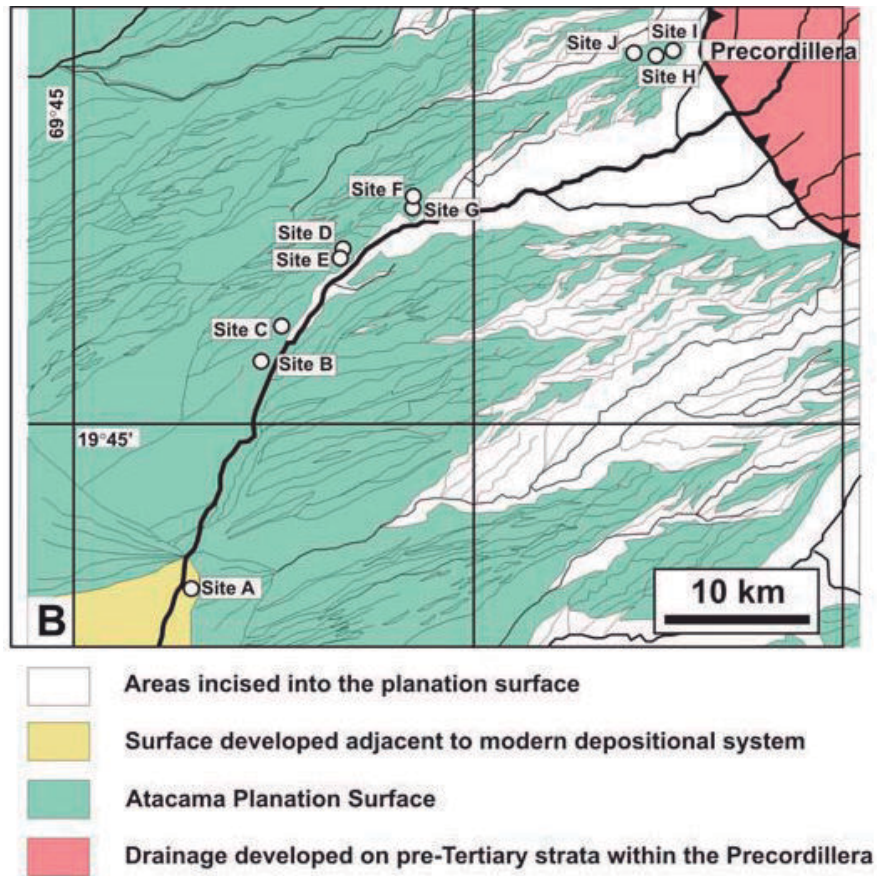 Site I
Site J
Precordillera
Site H
69°45
Site F
Site G
Site D
Site E
Site C
Site B
19°45'
Site A
10 km
B
Areas incised into the planation surface
Surface developed adjacent to modern depositional system
Atacama Planation Surface
Drainage developed on pre-Tertiary strata within the Precordillera